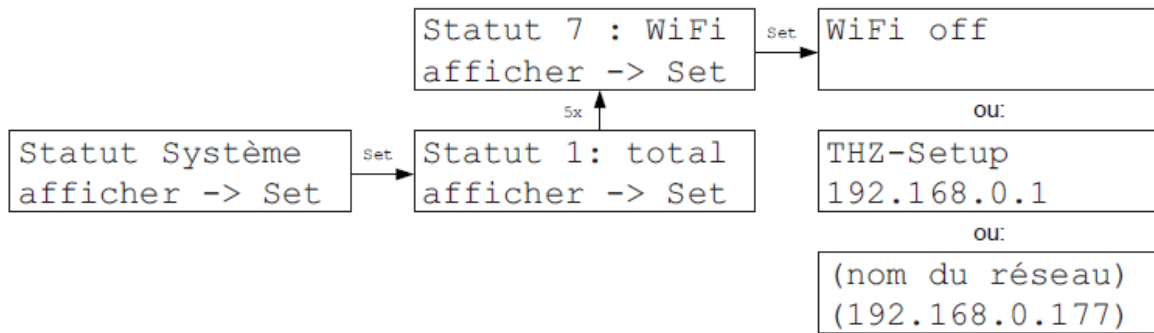 Statut 7 : WiFi
afficher -> Set
Set
WiFi off
ou:
5x
Statut Système
afficher -> Set
Set
Statut 1: total
afficher -> Set
THZ-Setup
192.168.0.1
ou:
(nom du réseau)
(192.168.0.177)